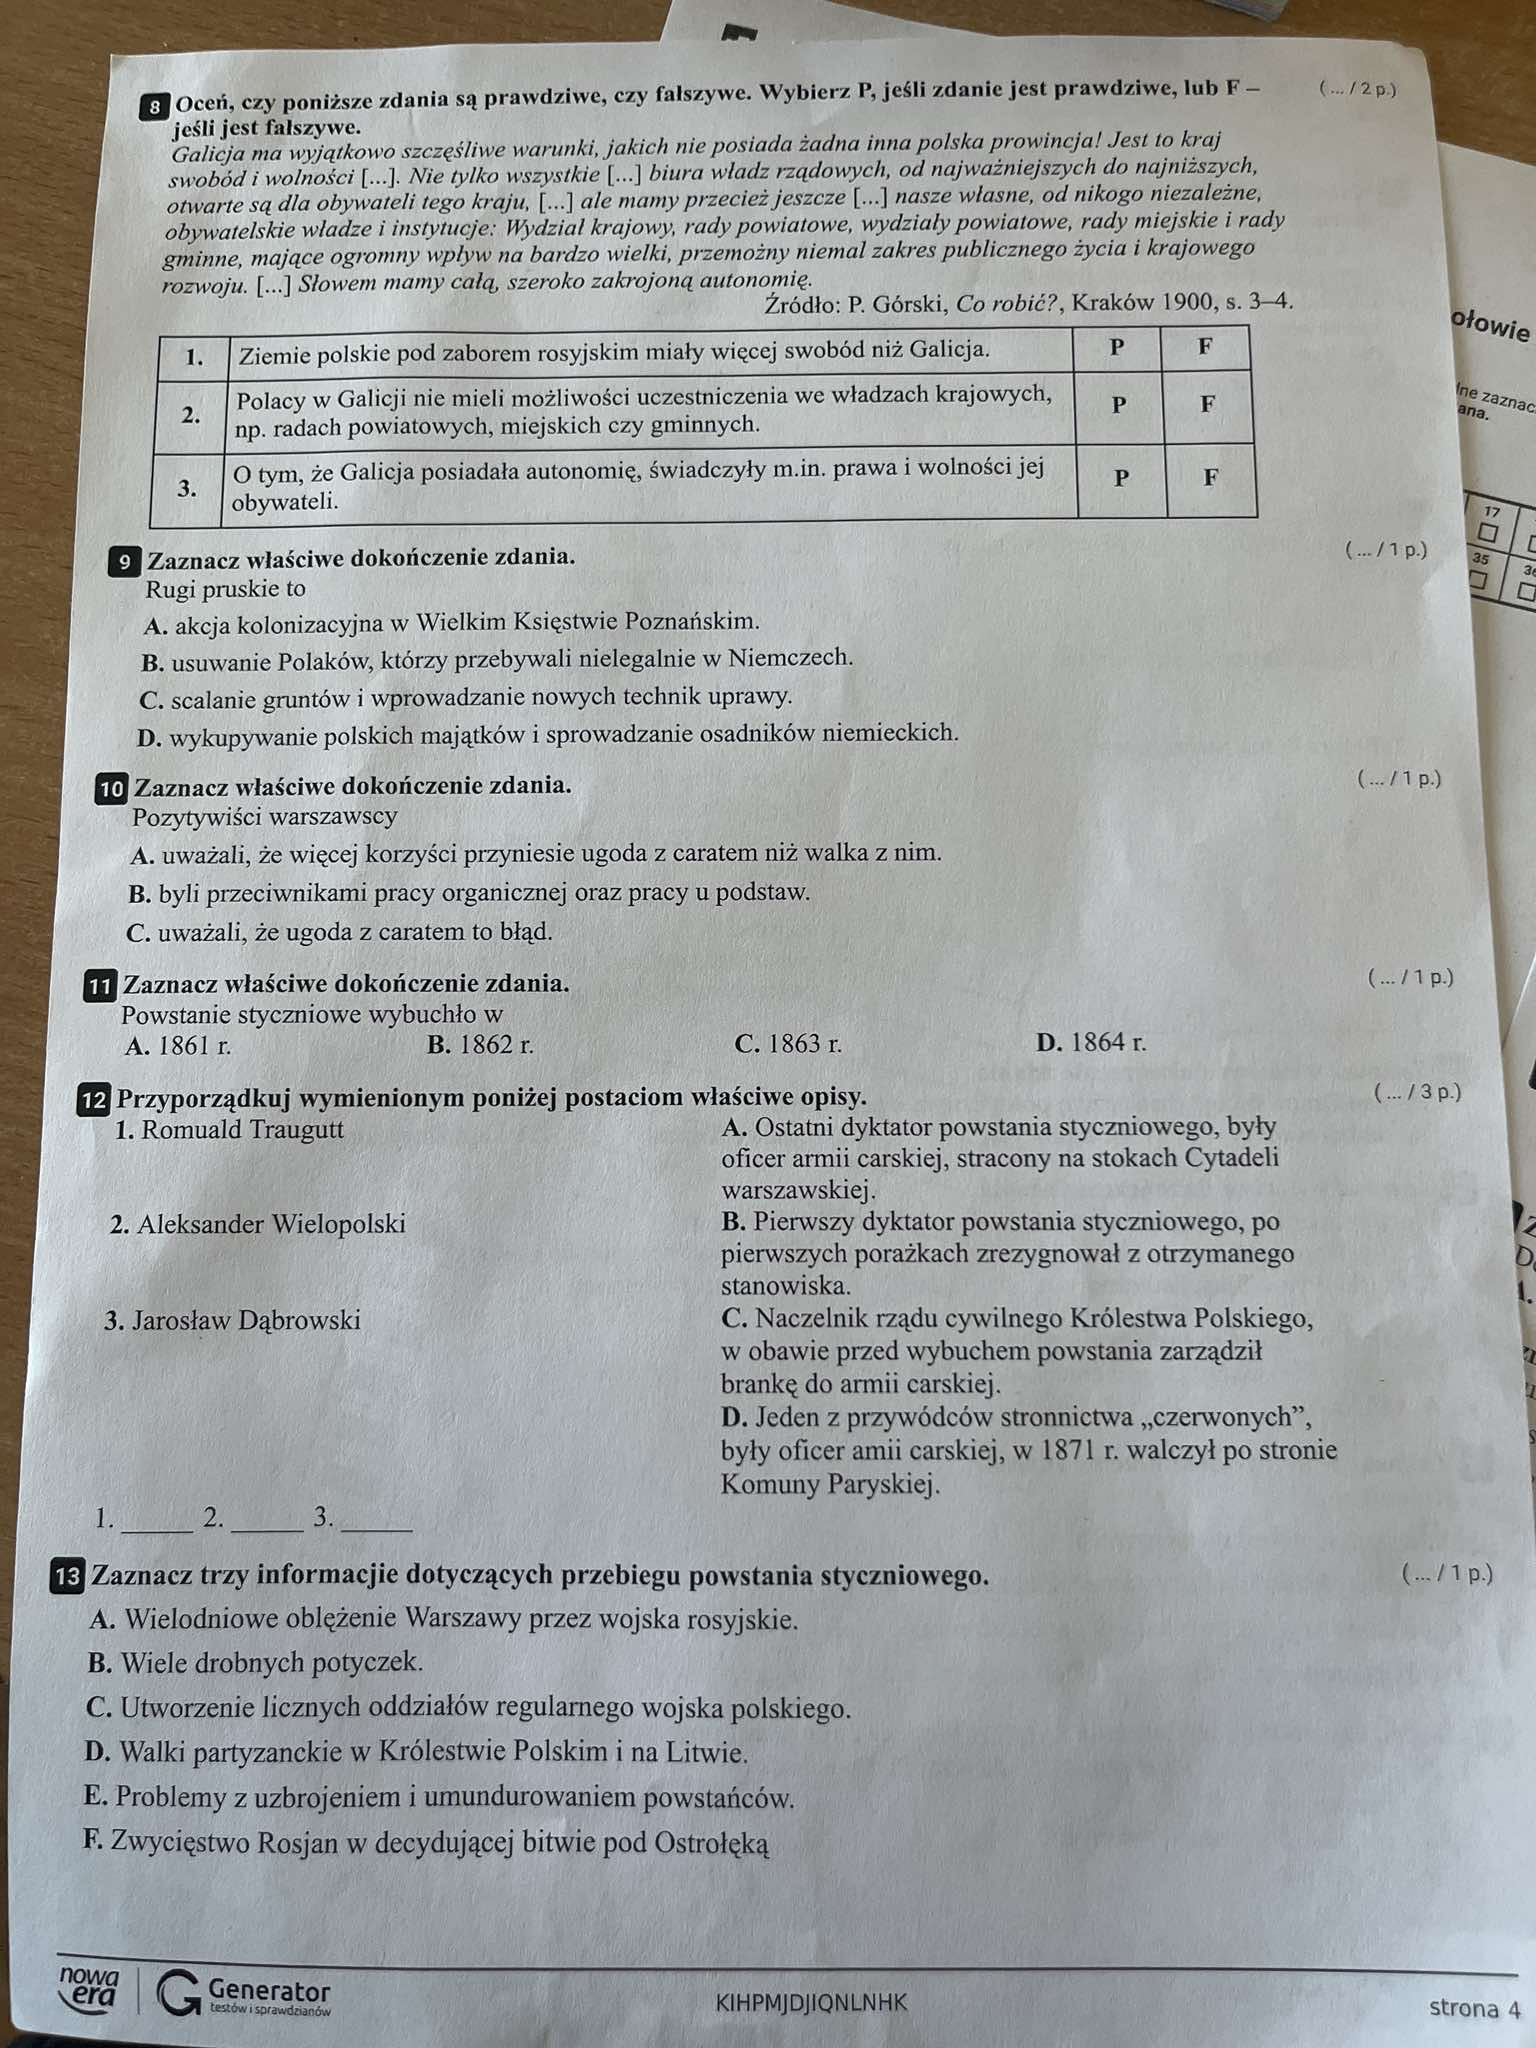 8 Oceń, czy poniższe zdania są prawdziwe, czy fałszywe. Wybierz P, jeśli zdanie jest prawdziwe, lub F –
( ... / 2 p.)
jeśli jest fałszywe.
Galicja ma wyjątkowo szczęśliwe warunki, jakich nie posiada żadna inna polska prowincja! Jest to kraj
swobód i wolności [...]. Nie tylko wszystkie [...] biura władz rządowych, od najważniejszych do najniższych,
otwarte są dla obywateli tego kraju, [...] ale mamy przecież jeszcze [...] nasze własne, od nikogo niezależne,
obywatelskie władze i instytucje: Wydział krajowy, rady powiatowe, wydziały powiatowe, rady miejskie i rady
gminne, mające ogromny wpływ na bardzo wielki, przemożny niemal zakres publicznego życia i krajowego
rozwoju. [...] Słowem mamy całą, szeroko zakrojoną autonomię.
Źródło: P. Górski, Co robić?, Kraków 1900, s. 3–4.
1. Ziemie polskie pod zaborem rosyjskim miały więcej swobód niż Galicja. P F
2. Polacy w Galicji nie mieli możliwości uczestniczenia we władzach krajowych, P F
np. radach powiatowych, miejskich czy gminnych.
3. O tym, że Galicja posiadała autonomię, świadczyły m.in. prawa i wolności jej P F
obywateli.
9 Zaznacz właściwe dokończenie zdania.
( ... / 1 p.)
Rugi pruskie to
A. akcja kolonizacyjna w Wielkim Księstwie Poznańskim.
B. usuwanie Polaków, którzy przebywali nielegalnie w Niemczech.
C. scalanie gruntów i wprowadzanie nowych technik uprawy.
D. wykupywanie polskich majątków i sprowadzanie osadników niemieckich.
10 Zaznacz właściwe dokończenie zdania.
( ... / 1 p.)
Pozytywiści warszawscy
A. uważali, że więcej korzyści przyniesie ugoda z caratem niż walka z nim.
B. byli przeciwnikami pracy organicznej oraz pracy u podstaw.
C. uważali, że ugoda z caratem to błąd.
11 Zaznacz właściwe dokończenie zdania.
( ... / 1 p.)
Powstanie styczniowe wybuchło w
A. 1861 r. B. 1862 r. C. 1863 r. D. 1864 r.
12 Przyporządkuj wymienionym poniżej postaciom właściwe opisy.
( ... / 3 p.)
1. Romuald Traugutt
A. Ostatni dyktator powstania styczniowego, były
oficer armii carskiej, stracony na stokach Cytadeli
warszawskiej.
2. Aleksander Wielopolski
B. Pierwszy dyktator powstania styczniowego, po
pierwszych porażkach zrezygnował z otrzymanego
stanowiska.
3. Jarosław Dąbrowski
C. Naczelnik rządu cywilnego Królestwa Polskiego,
w obawie przed wybuchem powstania zarządził
brankę do armii carskiej.
D. Jeden z przywódców stronnictwa „czerwonych”,
były oficer amii carskiej, w 1871 r. walczył po stronie
Komuny Paryskiej.
1. _____ 2. _____ 3. _____
13 Zaznacz trzy informacjie dotyczących przebiegu powstania styczniowego.
( ... / 1 p.)
A. Wielodniowe oblężenie Warszawy przez wojska rosyjskie.
B. Wiele drobnych potyczek.
C. Utworzenie licznych oddziałów regularnego wojska polskiego.
D. Walki partyzanckie w Królestwie Polskim i na Litwie.
E. Problemy z uzbrojeniem i umundurowaniem powstańców.
F. Zwycięstwo Rosjan w decydującej bitwie pod Ostrołęką
nowa
era
Generator
testów i sprawdzianów
KIHPMJDJIQNLNHK
strona 4
17
35